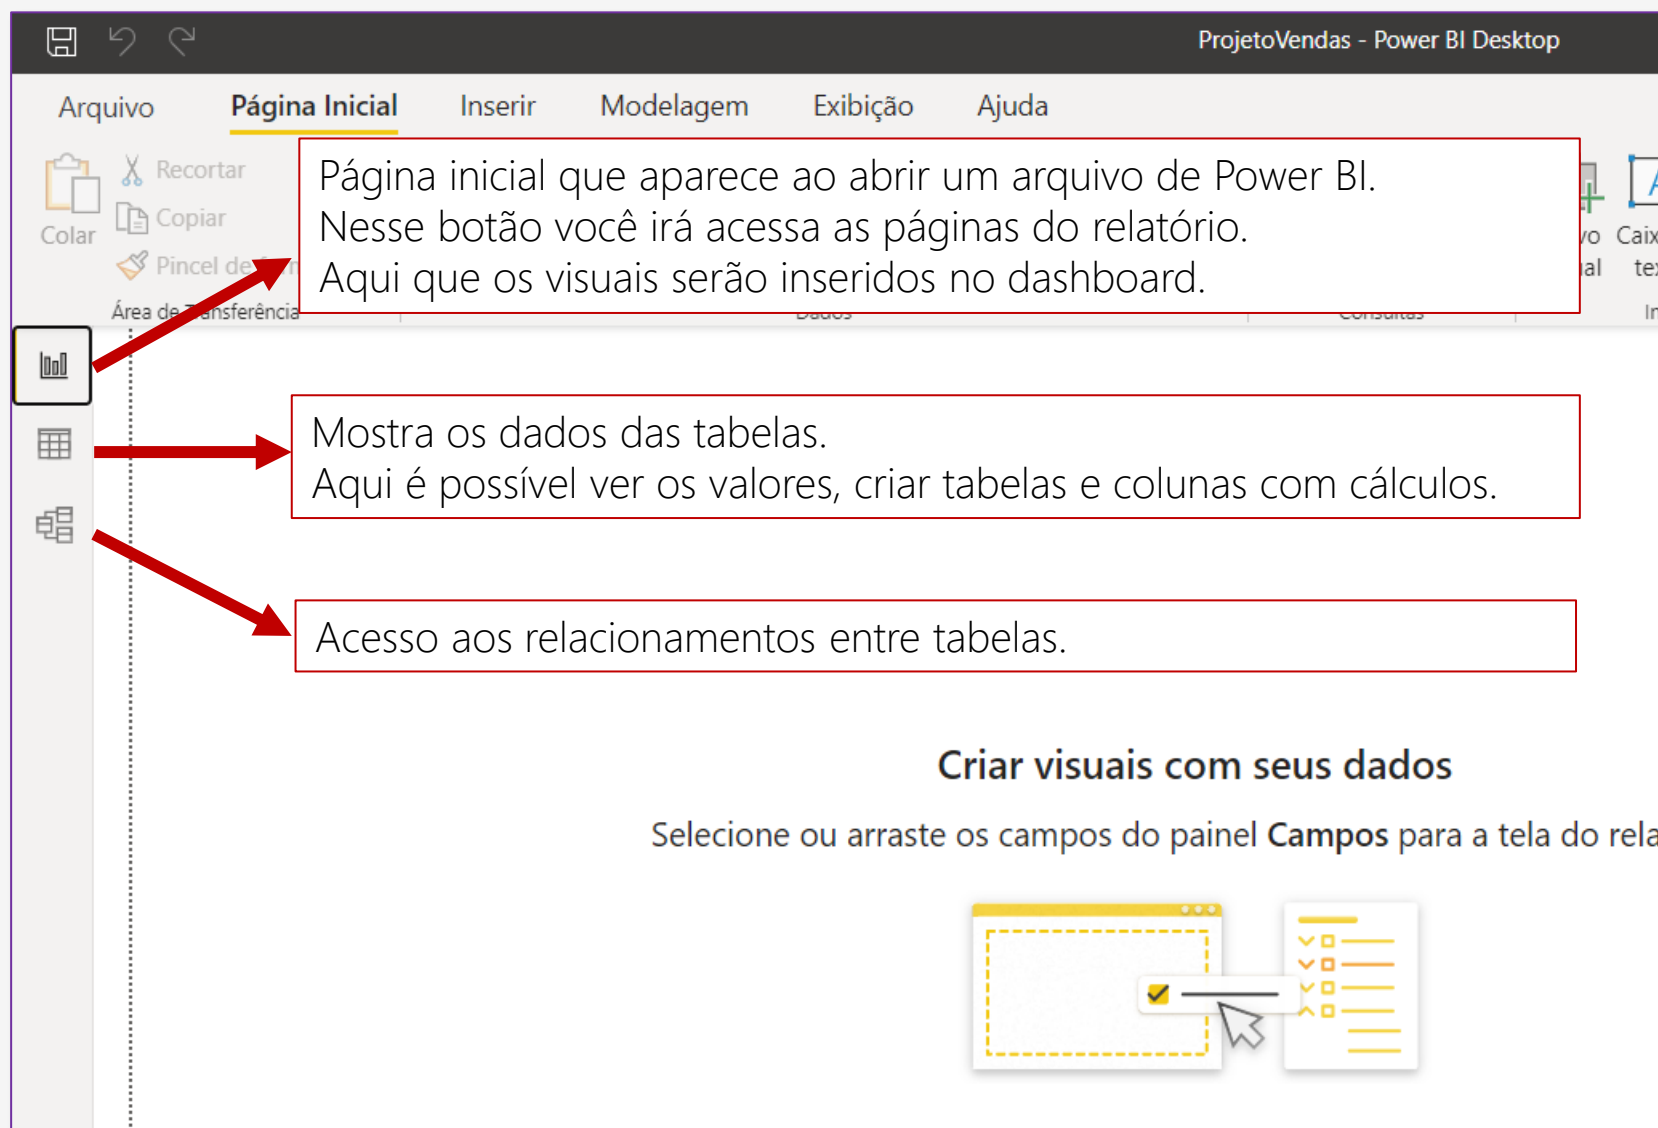 ProjetoVendas - Power BI Desktop
Arquivo Página Inicial Inserir Modelagem Exibição Ajuda
Página inicial que aparece ao abrir um arquivo de Power BI.
Nesse botão você irá acessa as páginas do relatório.
Aqui que os visuais serão inseridos no dashboard.
Recortar
Copiar
Colar
Pincel de
Área de
Dados
Consultas
Mostra os dados das tabelas.
Aqui é possível ver os valores, criar tabelas e colunas com cálculos.
Acesso aos relacionamentos entre tabelas.
Criar visuais com seus dados
Selecione ou arraste os campos do painel Campos para a tela do rela